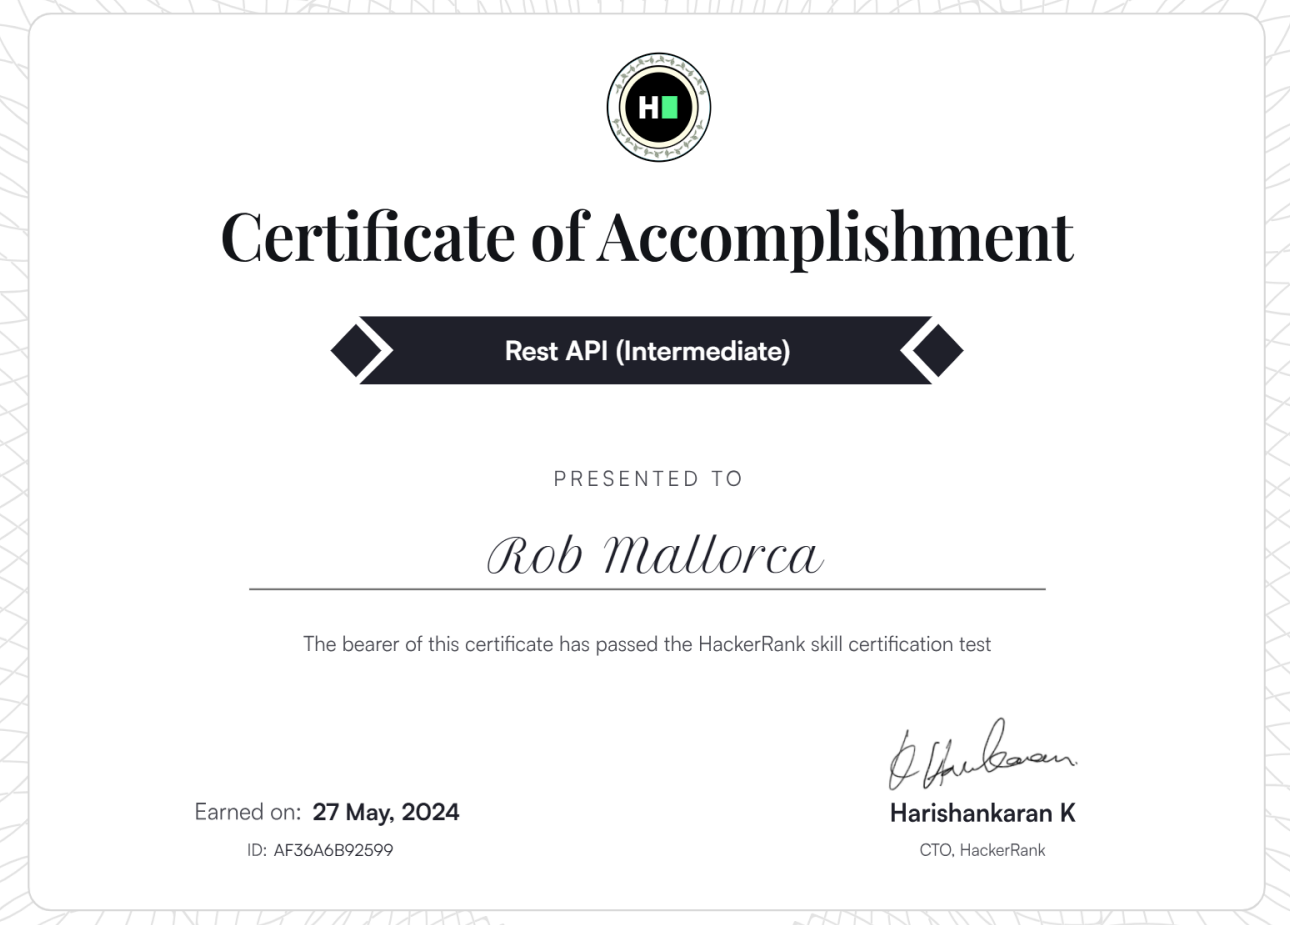 H
Certificate of Accomplishment
Rest API (Intermediate)
PRESENTED TO
Rob Mallorca
The bearer of this certificate has passed the HackerRank skill certification test
Earned on: 27 May, 2024
ID: AF36A6B92599
Harishankaran K
CTO, HackerRank